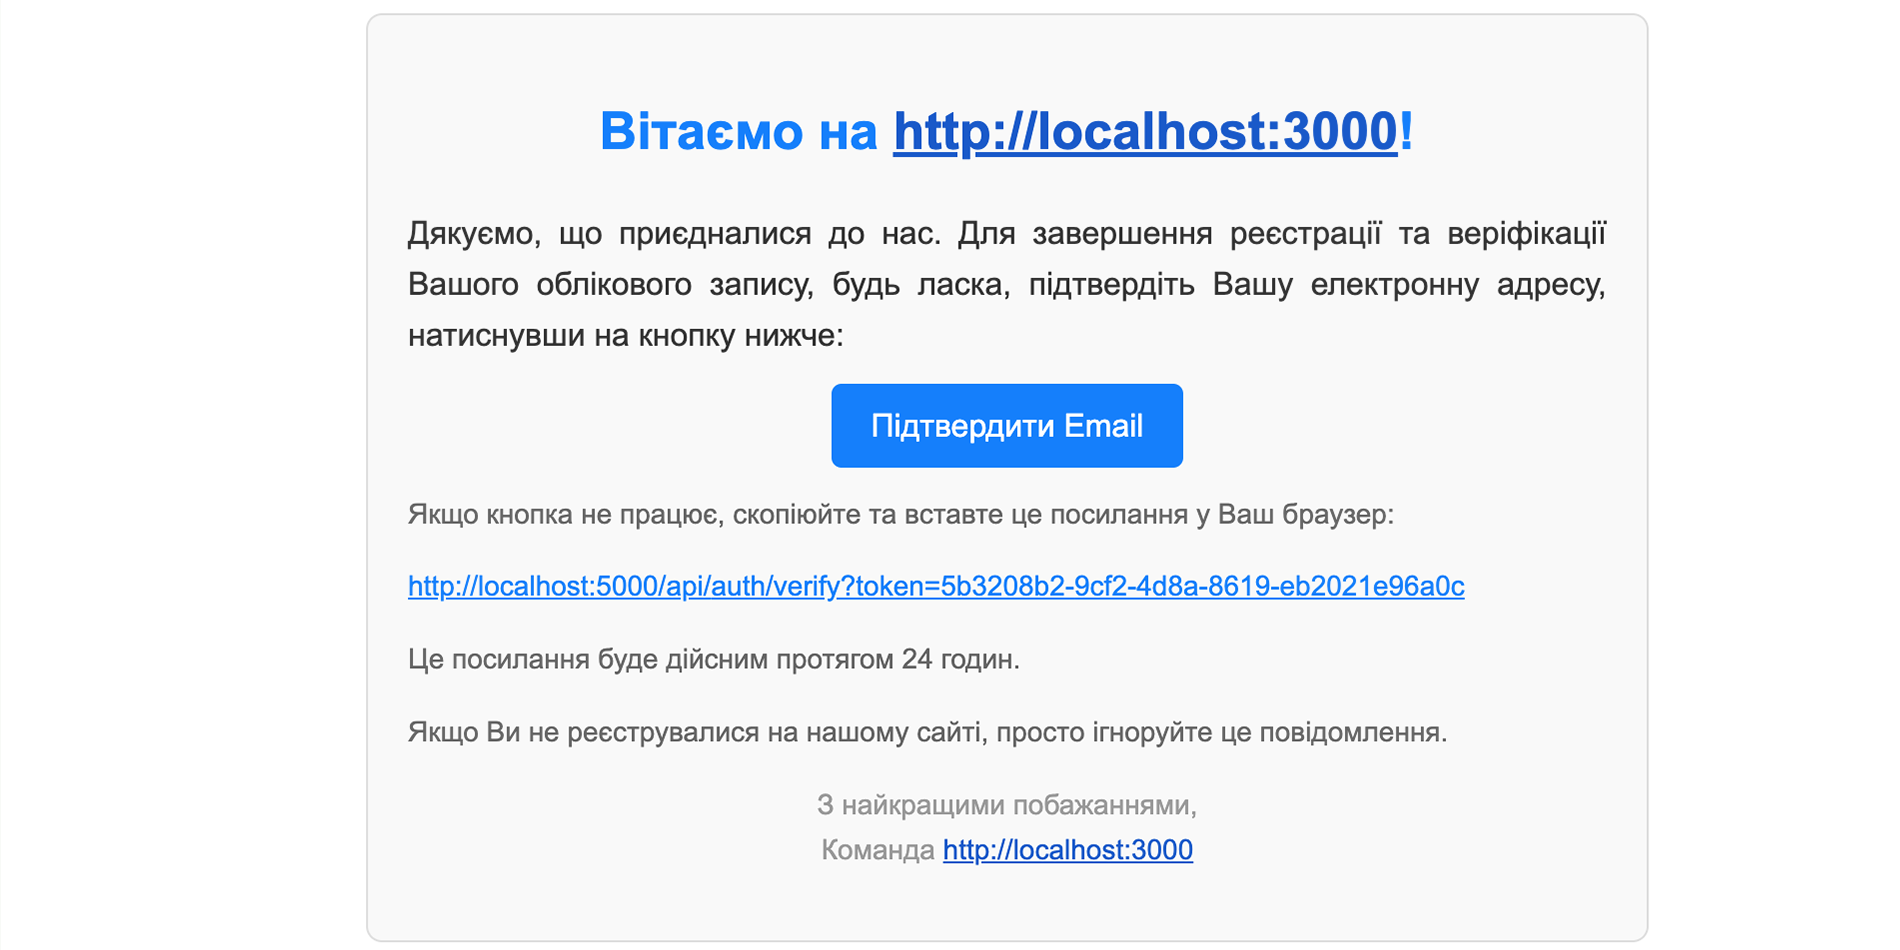 Вітаємо на http://localhost:3000!
Дякуємо, що приєдналися до нас. Для завершення реєстрації та веріфікації
Вашого облікового запису, будь ласка, підтвердіть Вашу електронну адресу,
натиснувши на кнопку нижче:
Підтвердити Email
Якщо кнопка не працює, скопіюйте та вставте це посилання у Ваш браузер:
http://localhost:5000/api/auth/verify?token=5b3208b2-9cf2-4d8a-8619-eb2021e96a0c
Це посилання буде дійсним протягом 24 годин.
Якщо Ви не реєструвалися на нашому сайті, просто ігноруйте це повідомлення.
З найкращими побажаннями,
Команда http://localhost:3000